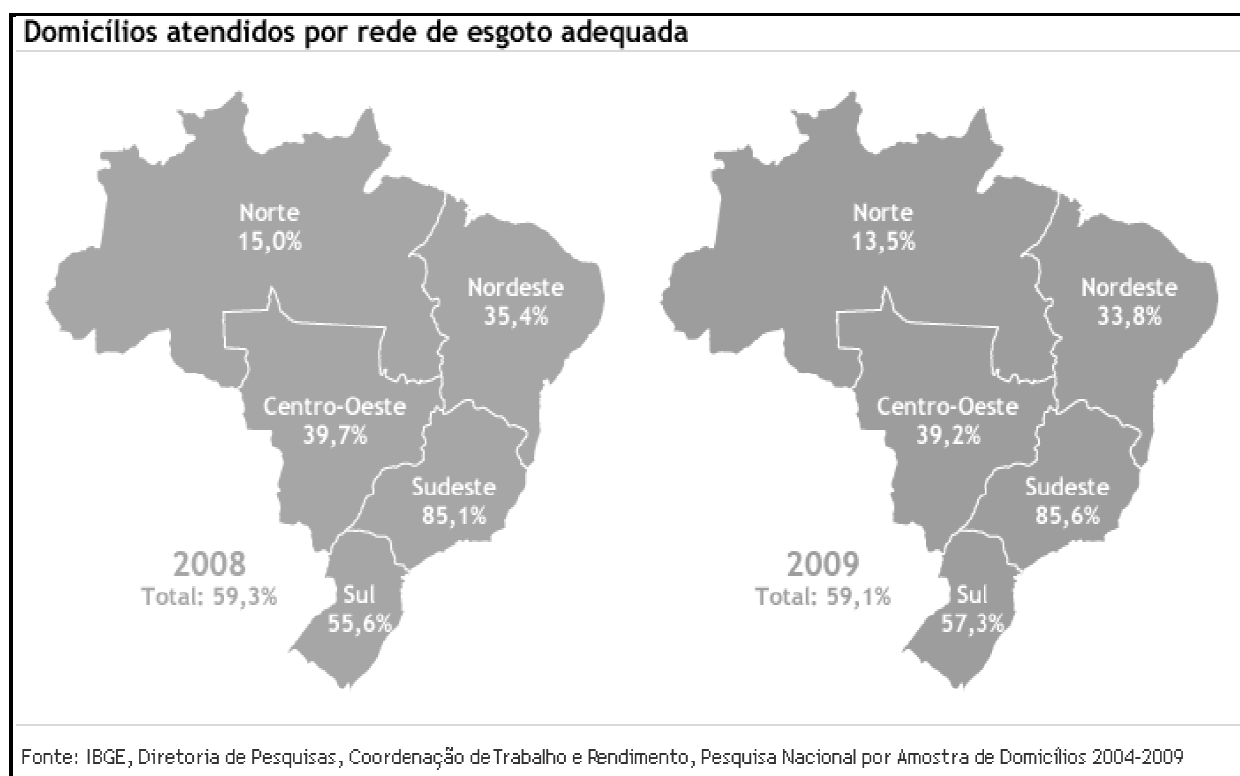 Domicílios atendidos por rede de esgoto adequada
Norte
15,0%
Nordeste
35,4%
Centro-Oeste
39,7%
Sudeste
85,1%
2008
Total: 59,3%
Sul
55,6%
Norte
13,5%
Nordeste
33,8%
Centro-Oeste
39,2%
Sudeste
85,6%
2009
Total: 59,1%
Sul
57,3%
Fonte: IBGE, Diretoria de Pesquisas, Coordenação de Trabalho e Rendimento, Pesquisa Nacional por Amostra de Domicílios 2004-2009